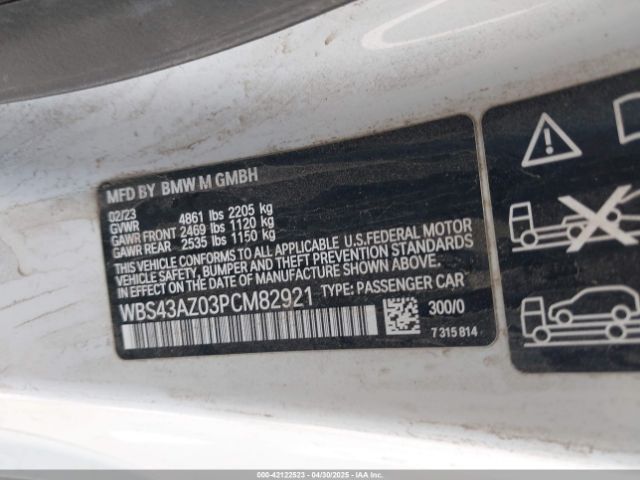 MFD BY BMW M GMBH
02/23
GVWR 4861 lbs 2205 kg
GAWR FRONT 2469 lbs 1120 kg
GAWR REAR 2535 lbs 1150 kg
THIS VEHICLE CONFORMS TO ALL APPLICABLE U.S.FEDERAL MOTOR
VEHICLE SAFETY, BUMPER, AND THEFT PREVENTION STANDARDS
IN EFFECT ON THE DATE OF MANUFACTURE SHOWN ABOVE.
WBS43AZ03PCM82921 TYPE: PASSENGER CAR
300/0
7 315 814
000-42122523 - 04/30/2025 - IAA Inc.